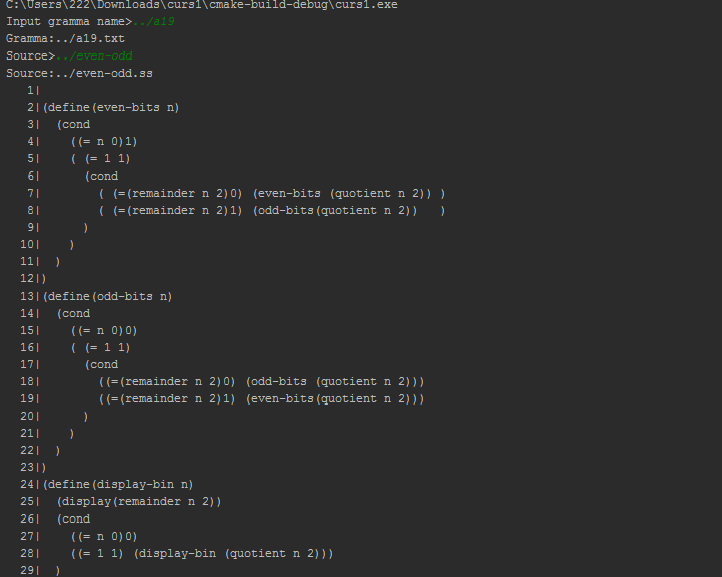 C:\Users\222\Downloads\curs1\cmake-build-debug\curs1.exe
Input gramma name>../a19
Gramma:../a19.txt
Source>../even-odd
Source:../even-odd.ss
   1|
   2|(define(even-bits n)
   3|  (cond
   4|    ((= n 0)1)
   5|    ( (= 1 1)
   6|      (cond
   7|        ( (=(remainder n 2)0) (even-bits (quotient n 2)) )
   8|        ( (=(remainder n 2)1) (odd-bits(quotient n 2))   )
   9|      )
  10|    )
  11|  )
  12|)
  13|(define(odd-bits n)
  14|  (cond
  15|    ((= n 0)0)
  16|    ( (= 1 1)
  17|      (cond
  18|        ((=(remainder n 2)0) (odd-bits (quotient n 2)))
  19|        ((=(remainder n 2)1) (even-bits(quotient n 2)))
  20|      )
  21|    )
  22|  )
  23|)
  24|(define(display-bin n)
  25|  (display(remainder n 2))
  26|  (cond
  27|    ((= n 0)0)
  28|    ((= 1 1) (display-bin (quotient n 2)))
  29|  )